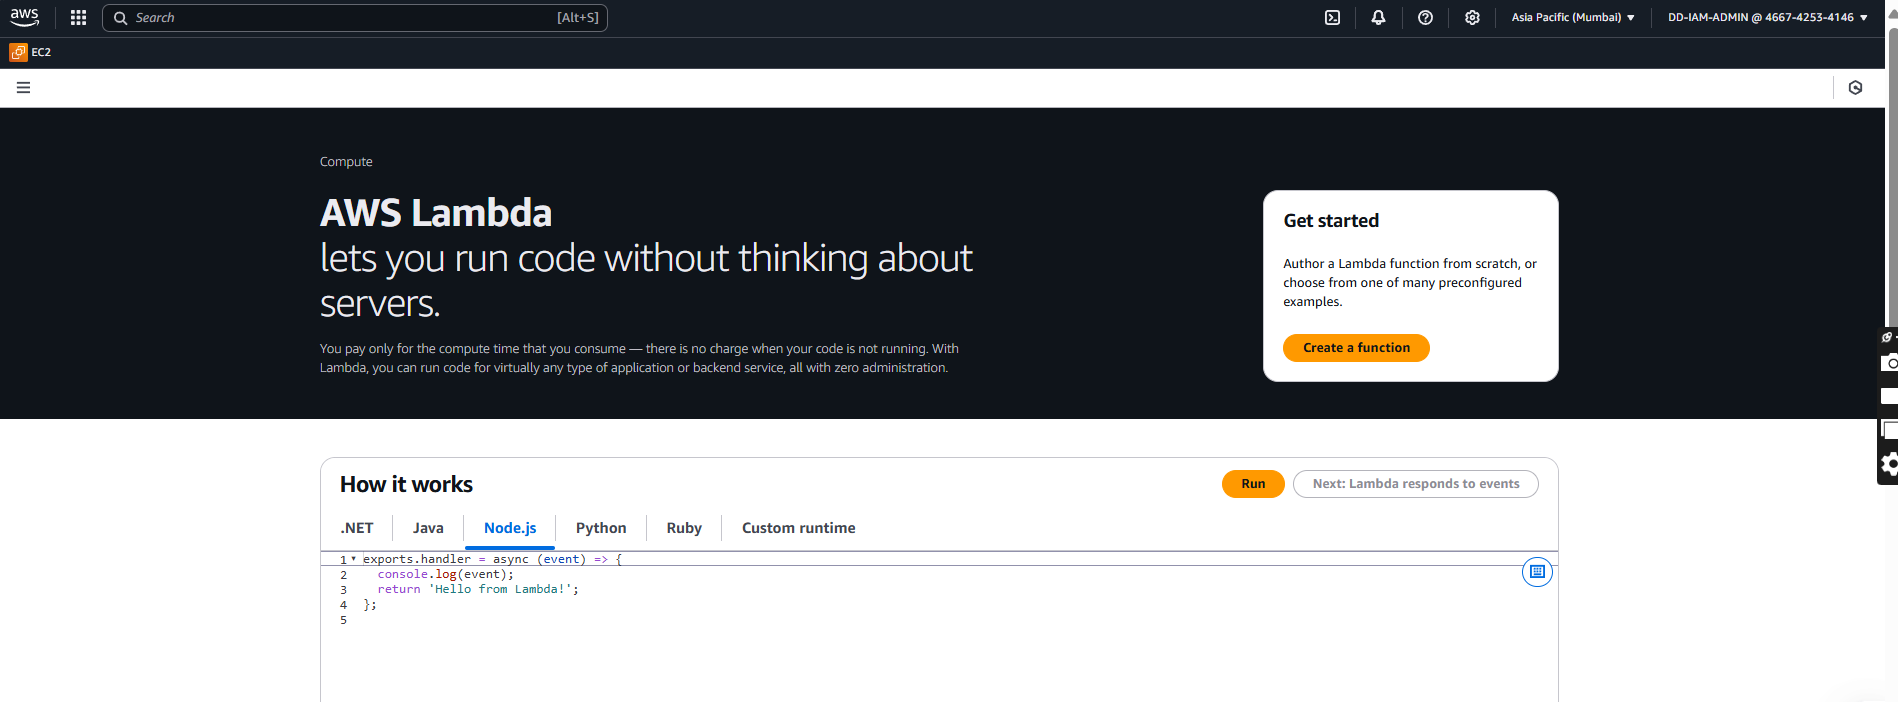 aws
Search
[Alt+S]
Asia Pacific (Mumbai)
DD-IAM-ADMIN @ 4667-4253-4146
EC2
Compute
AWS Lambda
lets you run code without thinking about
servers.
You pay only for the compute time that you consume — there is no charge when your code is not running. With
Lambda, you can run code for virtually any type of application or backend service, all with zero administration.
Get started
Author a Lambda function from scratch, or
choose from one of many preconfigured
examples.
Create a function
How it works
Run
Next: Lambda responds to events
.NET
Java
Node.js
Python
Ruby
Custom runtime
1 exports.handler = async (event) => {
2 console.log(event);
3 return 'Hello from Lambda!';
4 };
5